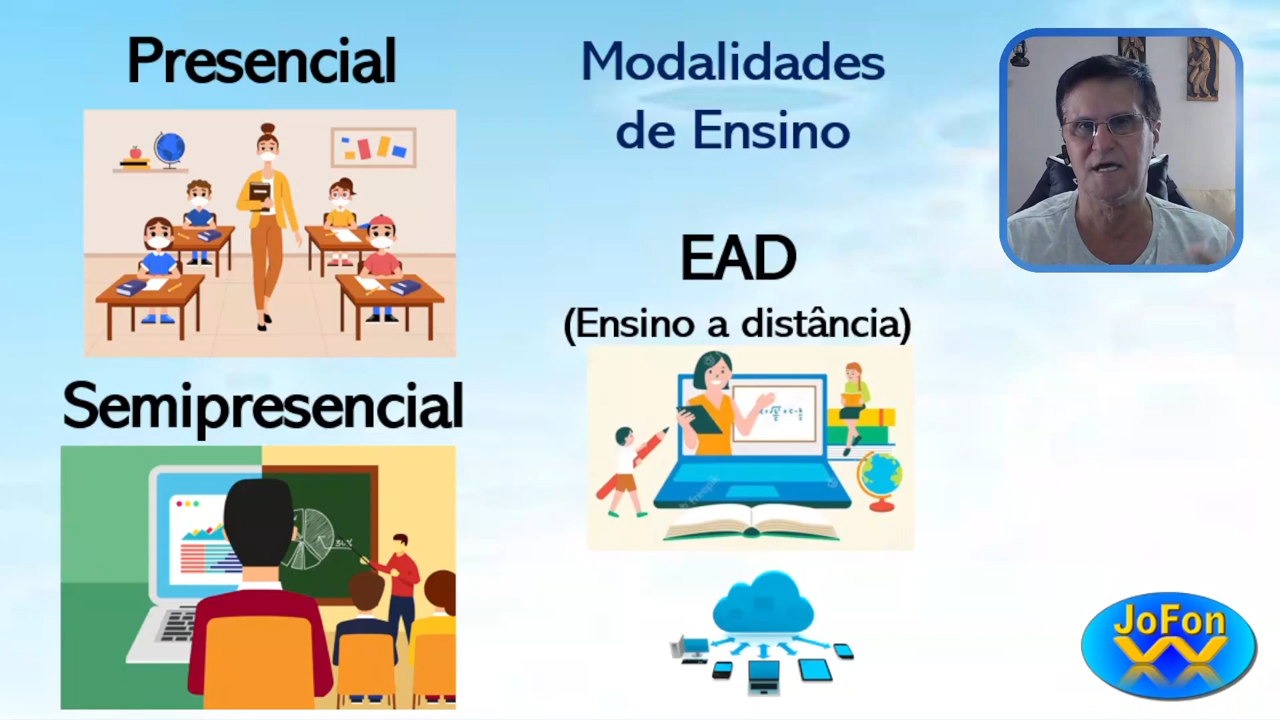 Presencial
Modalidades
de Ensino
EAD
(Ensino a distância)
Semipresencial
JoFon